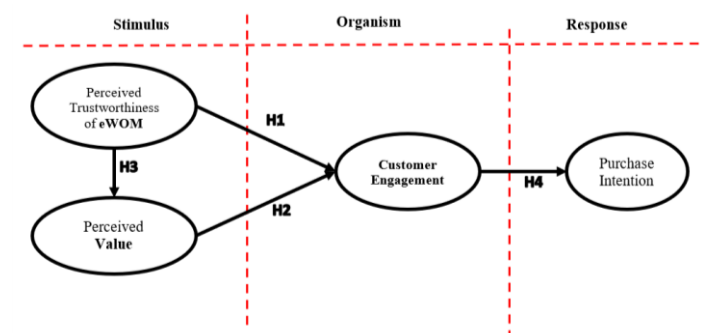 Stimulus
Organism
Response
Perceived
Trustworthiness
of eWOM
H1
H3
Customer
Engagement
H4
Purchase
Intention
H2
Perceived
Value